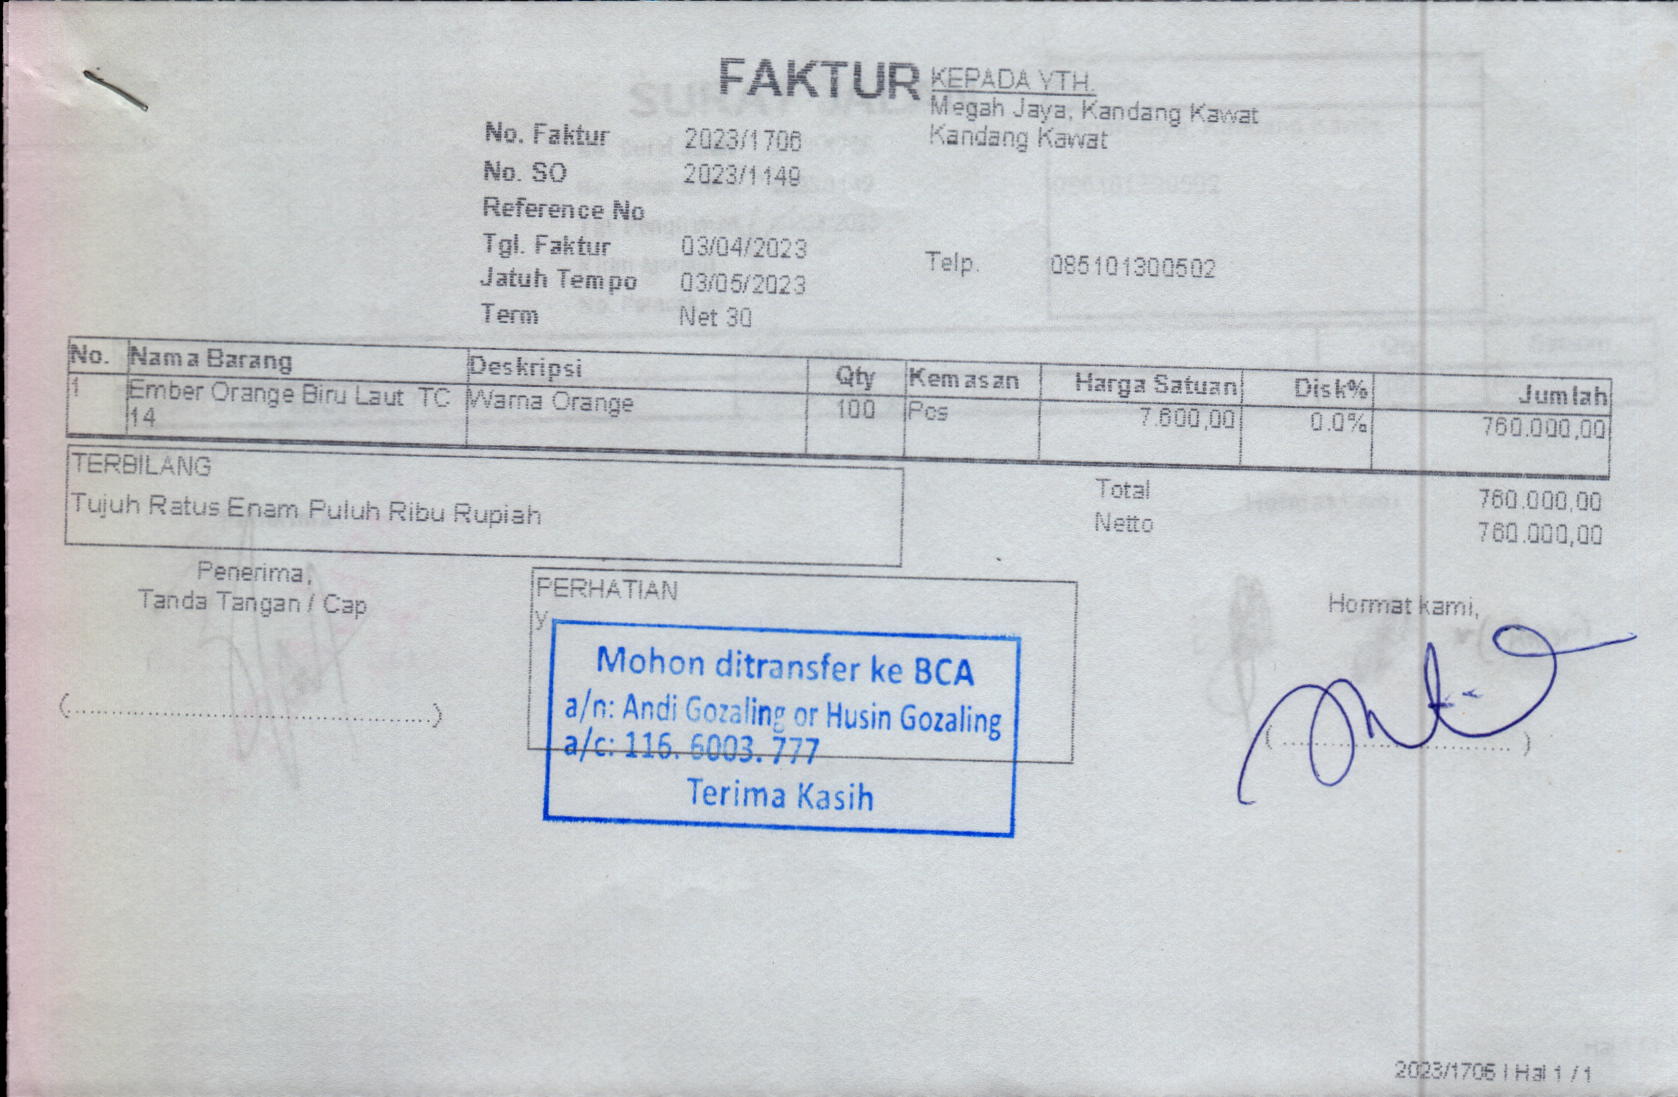 FAKTUR
KEPADA YTH.
Megah Jaya, Kandang Kawat
Kandang Kawat
No. Faktur 2023/1706
No. SO 2023/1149
Reference No
Tgl. Faktur 03/04/2023
Telp. 085101300502
Jatuh Tempo 03/05/2023
Term Net 30
No. Nama Barang Deskripsi Qty Kemasan Harga Satuan Disk% Jumlah
1 Ember Orange Biru Laut TC Warna Orange 100 Pcs 7.600,00 0.0% 760.000,00
14
TERBILANG
Tujuh Ratus Enam Puluh Ribu Rupiah
Total 760.000,00
Netto 760.000,00
Penerima,
Tanda Tangan / Cap
PERHATIAN
y
Hormat kami,
Mohon ditransfer ke BCA
a/n: Andi Gozaling or Husin Gozaling
a/c: 116. 6003. 777
Terima Kasih
(....................................................)
(.................................)
2023/1706 | Hal 1 / 1